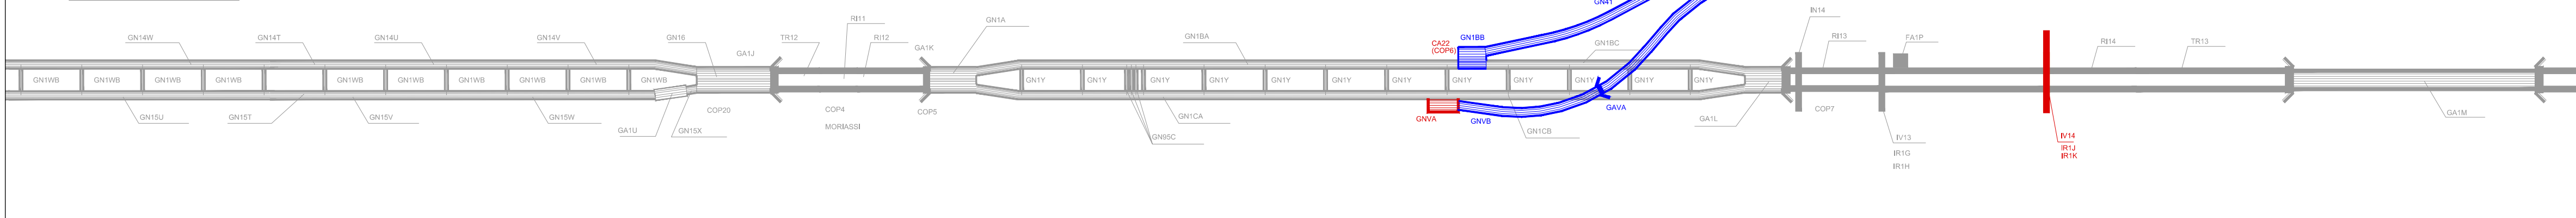 GN41
IN14
RI11
GN1A
GN14W
GN14T
GN14U
GN14V
GN16
TR12
RI12
GN1BA
GN1BB
RI13
FA1P
RI14
TR13
GA1J
GA1K
CA22
(COP6)
GN1BC
GN1WB
GN1WB
GN1WB
GN1WB
GN1WB
GN1WB
GN1WB
GN1WB
GN1WB
GN1WB
GN1Y
GN1Y
GN1Y
GN1Y
GN1Y
GN1Y
GN1Y
GN1Y
GN1Y
GN1Y
GN1Y
GN1Y
COP20
COP4
COP5
GAVA
COP7
GA1M
GN15U
GN15T
GN15V
GN15W
GN1CA
GNVA
GNVB
GA1L
MORIASSI
GA1U
GN15X
GN95C
GN1CB
IV13
IR1G
IR1H
IV14
IR1J
IR1K